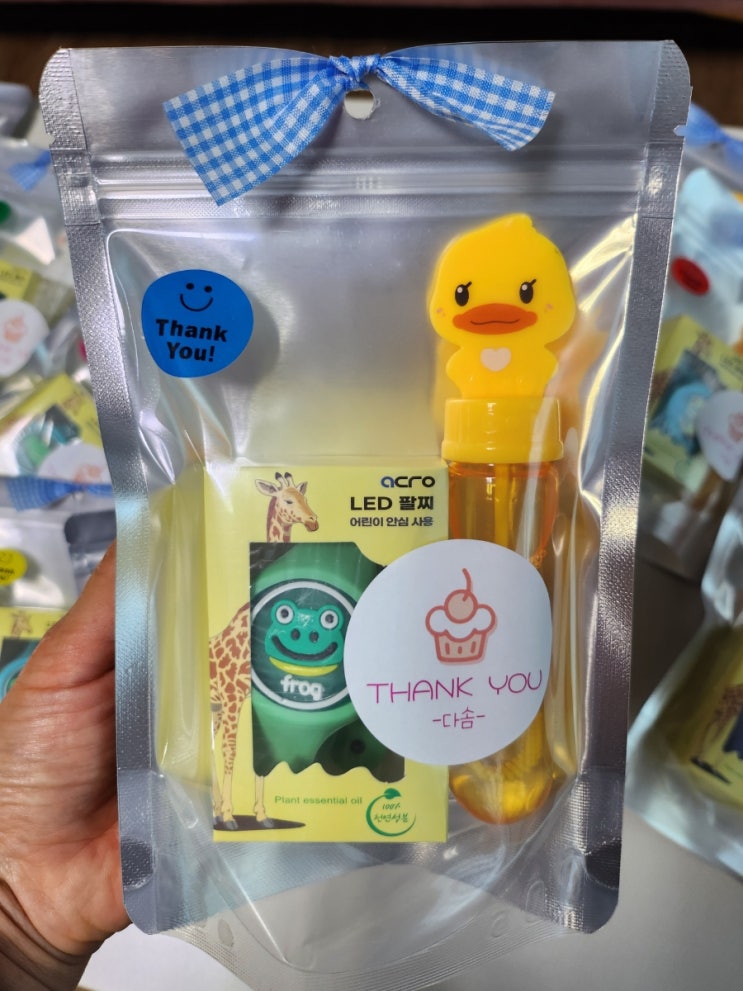 Thank
You!
acro
LED 팔찌
어린이 안심 사용
frog
THANK YOU
-다솜-
Plant essential oil
100%
천연성분